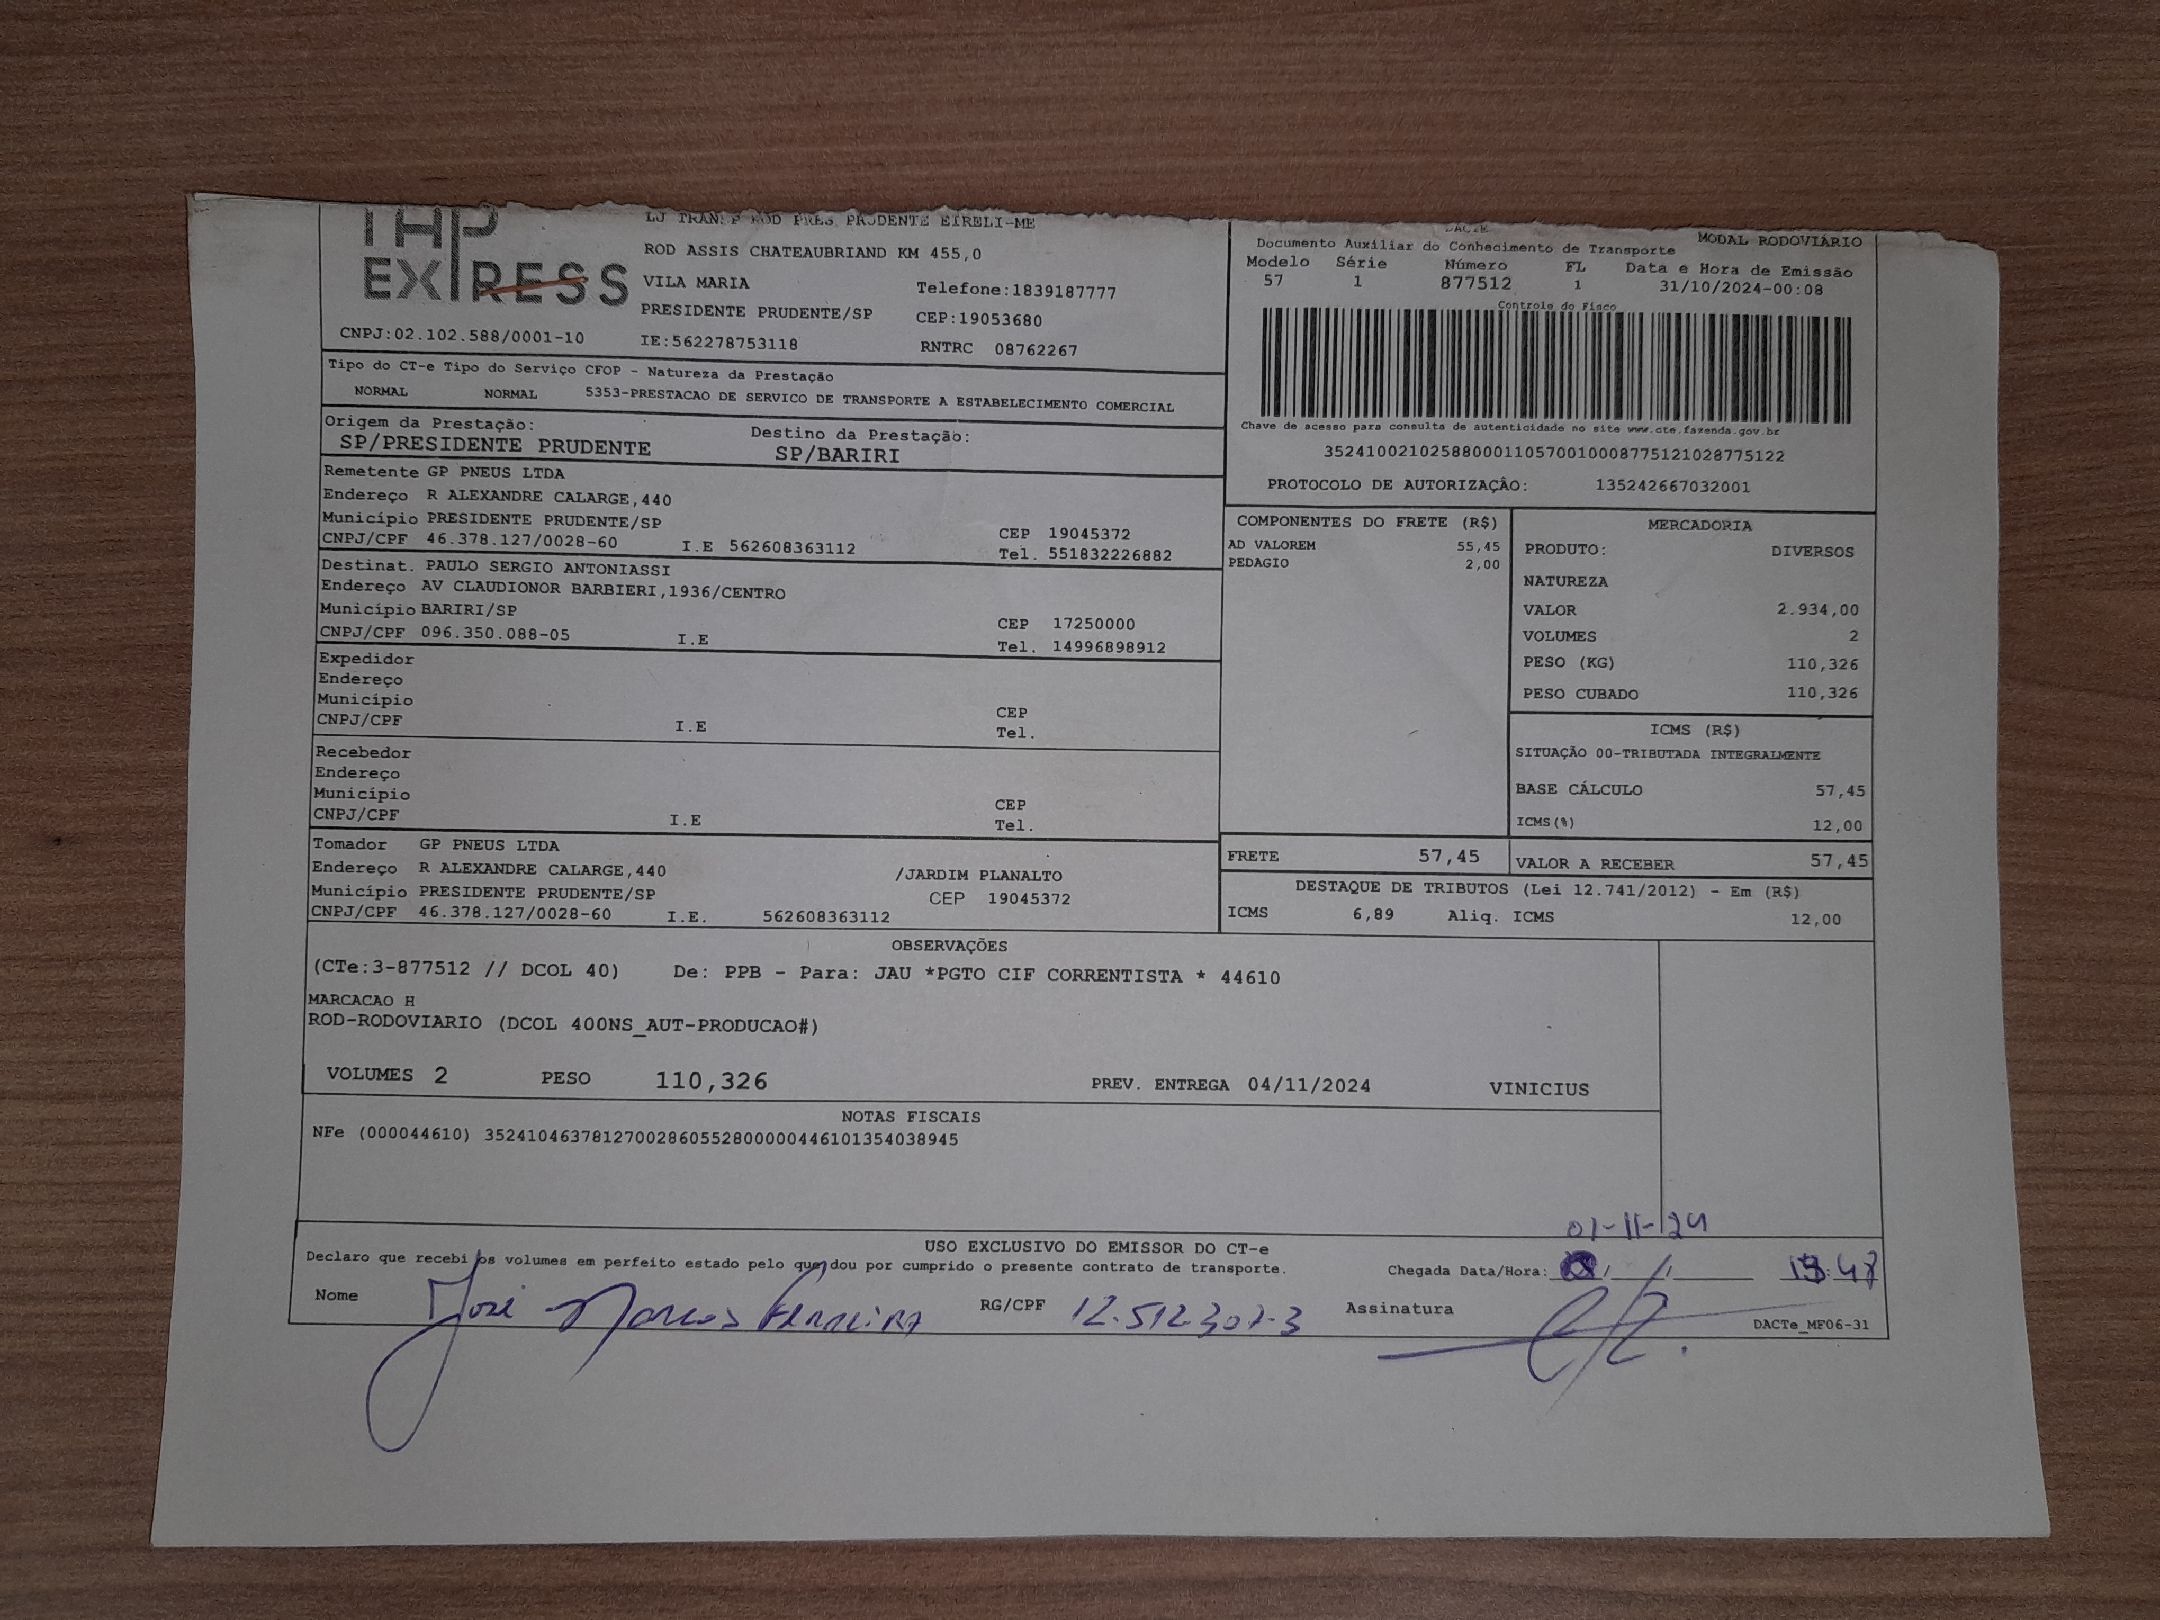 EXPRESS
CNPJ:02.102.588/0001-10
LJ TRANSP ROD PRES PRUDENTE EIRELI-ME
ROD ASSIS CHATEAUBRIAND KM 455,0
VILA MARIA Telefone:1839187777
PRESIDENTE PRUDENTE/SP CEP:19053680
IE:562278753118 RNTRC 08762267
DACTE
Documento Auxiliar do Conhecimento de Transporte MODAL RODOVIÁRIO
Modelo Série Número FL Data e Hora de Emissão
57 1 877512 1 31/10/2024-00:08
Controle do Fisco
Chave de acesso para consulta de autenticidade no site www.cte.fazenda.gov.br
35241002102588000110570010008775121028775122
PROTOCOLO DE AUTORIZAÇÂO: 135242667032001
Tipo do CT-e Tipo do Serviço CFOP - Natureza da Prestação
NORMAL NORMAL 5353-PRESTACAO DE SERVICO DE TRANSPORTE A ESTABELECIMENTO COMERCIAL
Origem da Prestação: Destino da Prestação:
SP/PRESIDENTE PRUDENTE SP/BARIRI
Remetente GP PNEUS LTDA
Endereço R ALEXANDRE CALARGE,440
Município PRESIDENTE PRUDENTE/SP CEP 19045372
CNPJ/CPF 46.378.127/0028-60 I.E 562608363112 Tel. 551832226882
Destinat. PAULO SERGIO ANTONIASSI
Endereço AV CLAUDIONOR BARBIERI,1936/CENTRO
Município BARIRI/SP CEP 17250000
CNPJ/CPF 096.350.088-05 I.E Tel. 14996898912
Expedidor
Endereço
Município CEP
CNPJ/CPF I.E Tel.
Recebedor
Endereço
Município CEP
CNPJ/CPF I.E Tel.
Tomador GP PNEUS LTDA
Endereço R ALEXANDRE CALARGE,440 /JARDIM PLANALTO
Município PRESIDENTE PRUDENTE/SP CEP 19045372
CNPJ/CPF 46.378.127/0028-60 I.E. 562608363112
COMPONENTES DO FRETE (R$)
AD VALOREM 55,45
PEDAGIO 2,00
MERCADORIA
PRODUTO: DIVERSOS
NATUREZA
VALOR 2.934,00
VOLUMES 2
PESO (KG) 110,326
PESO CUBADO 110,326
ICMS (R$)
SITUAÇÃO 00-TRIBUTADA INTEGRALMENTE
BASE CÁLCULO 57,45
ICMS(%) 12,00
FRETE 57,45 VALOR A RECEBER 57,45
DESTAQUE DE TRIBUTOS (Lei 12.741/2012) - Em (R$)
ICMS 6,89 Aliq. ICMS 12,00
OBSERVAÇÕES
(CTe:3-877512 // DCOL 40) De: PPB - Para: JAU *PGTO CIF CORRENTISTA * 44610
MARCACAO H
ROD-RODOVIARIO (DCOL 400NS_AUT-PRODUCAO#)
VOLUMES 2 PESO 110,326 PREV. ENTREGA 04/11/2024 VINICIUS
NOTAS FISCAIS
NFe (000044610) 35241046378127002860552800000446101354038945
01-11-24
USO EXCLUSIVO DO EMISSOR DO CT-e
Declaro que recebi os volumes em perfeito estado pelo que dou por cumprido o presente contrato de transporte. Chegada Data/Hora:
Nome José Marcos Ferreira RG/CPF 12.512.307-3 Assinatura
DACTe_MF06-31